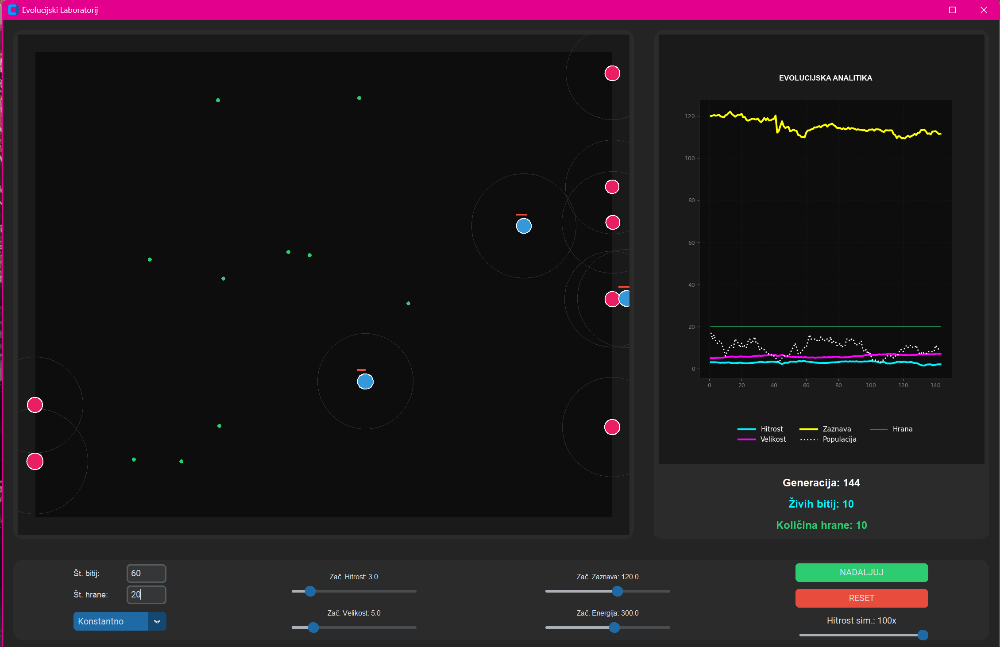 Evolucijski Laboratorij
EVOLUCIJSKA ANALITIKA
120
100
80
60
40
20
0
0 20 40 60 80 100 120 140
Hitrost Zaznava Hrana
Velikost Populacija
Generacija: 144
Živih bitij: 10
Količina hrane: 10
Št. bitij: 60
Št. hrane: 20
Konstantno
Zač. Hitrost: 3.0
Zač. Velikost: 5.0
Zač. Zaznava: 120.0
Zač. Energija: 300.0
NADALJUJ
RESET
Hitrost sim.: 100x